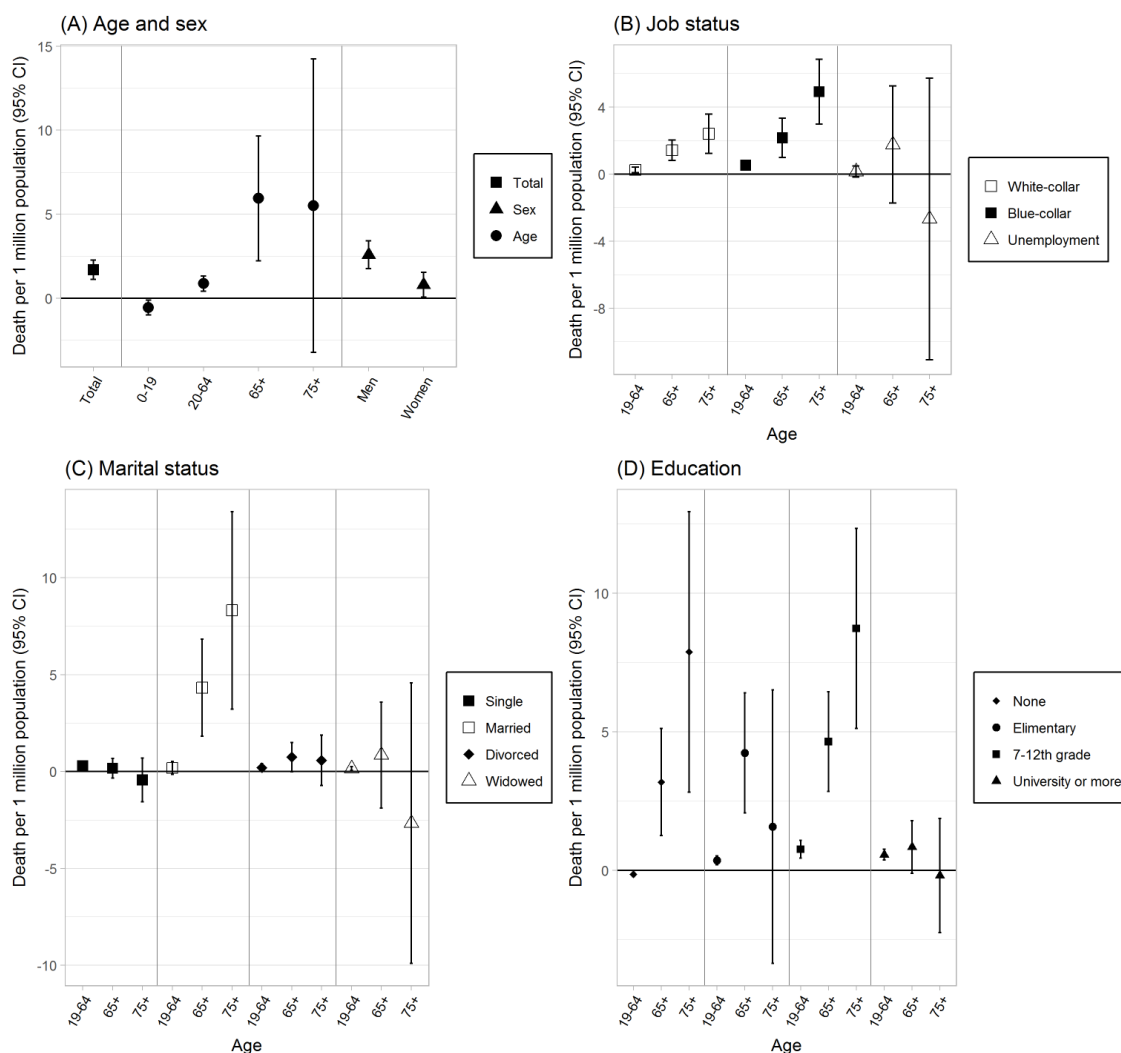 (A) Age and sex
Death per 1 million population (95% CI)
15
10
5
0
Total
0-19
20-64
65+
75+
Men
Women
Total
Sex
Age
(B) Job status
Death per 1 million population (95% CI)
4
0
-4
-8
19-64
65+
75+
19-64
65+
75+
19-64
65+
75+
Age
White-collar
Blue-collar
Unemployment
(C) Marital status
Death per 1 million population (95% CI)
10
5
0
-5
-10
19-64
65+
75+
19-64
65+
75+
19-64
65+
75+
19-64
65+
75+
Age
Single
Married
Divorced
Widowed
(D) Education
Death per 1 million population (95% CI)
10
5
0
19-64
65+
75+
19-64
65+
75+
19-64
65+
75+
19-64
65+
75+
Age
None
Elimentary
7-12th grade
University or more